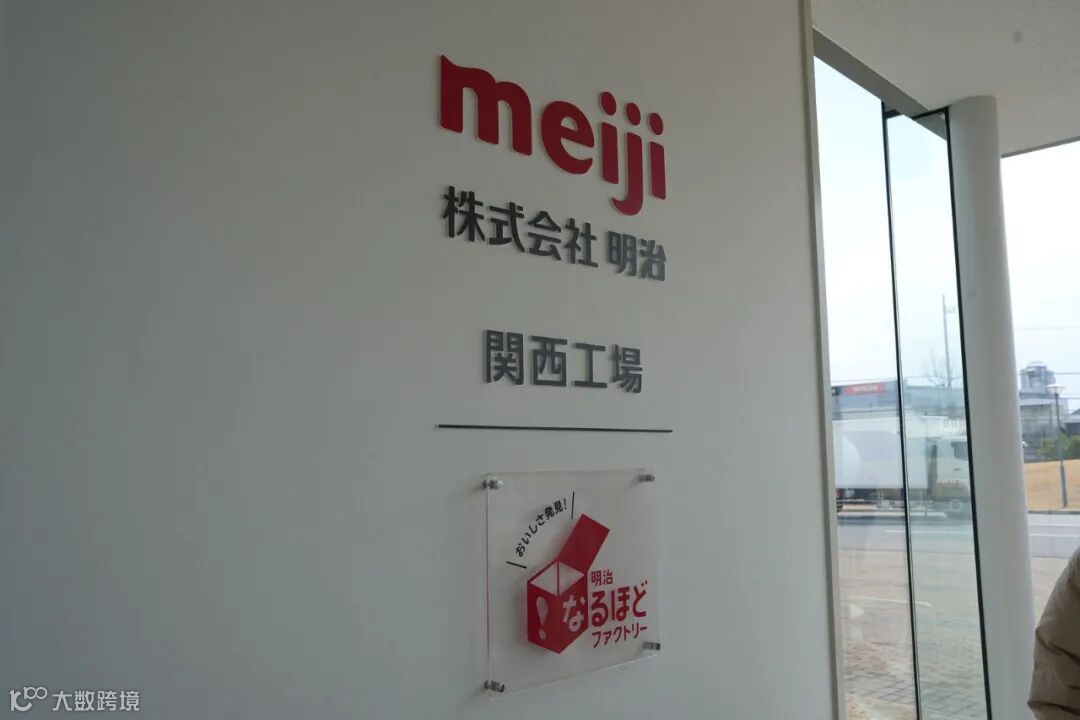 meiji
株式会社 明治
関西工場
おいしさ発見!
明治
なるほど
ファクトリー
大数跨境